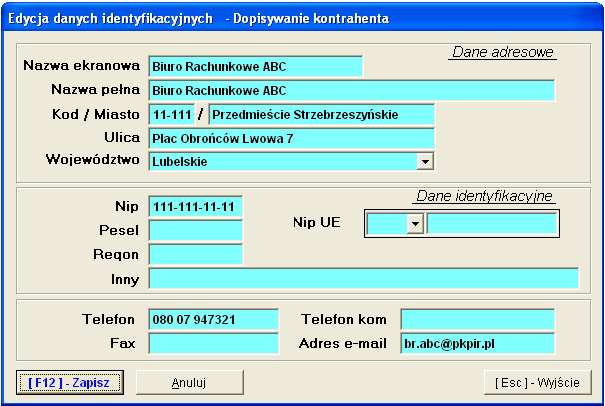 Edycja danych identyfikacyjnych - Dopisywanie kontrahenta
Dane adresowe
Nazwa ekranowa Biuro Rachunkowe ABC
Nazwa pełna Biuro Rachunkowe ABC
Kod / Miasto 11-111 / Przedmieście Strzebrzeszyńskie
Ulica Plac Obrońców Lwowa 7
Województwo Lubelskie
Dane identyfikacyjne
Nip 111-111-11-11 Nip UE
Pesel
Regon
Inny
Telefon 080 07 947321 Telefon kom
Fax Adres e-mail br.abc@pkpir.pl
[ F12 ] - Zapisz Anuluj [ Esc ] - Wyjście